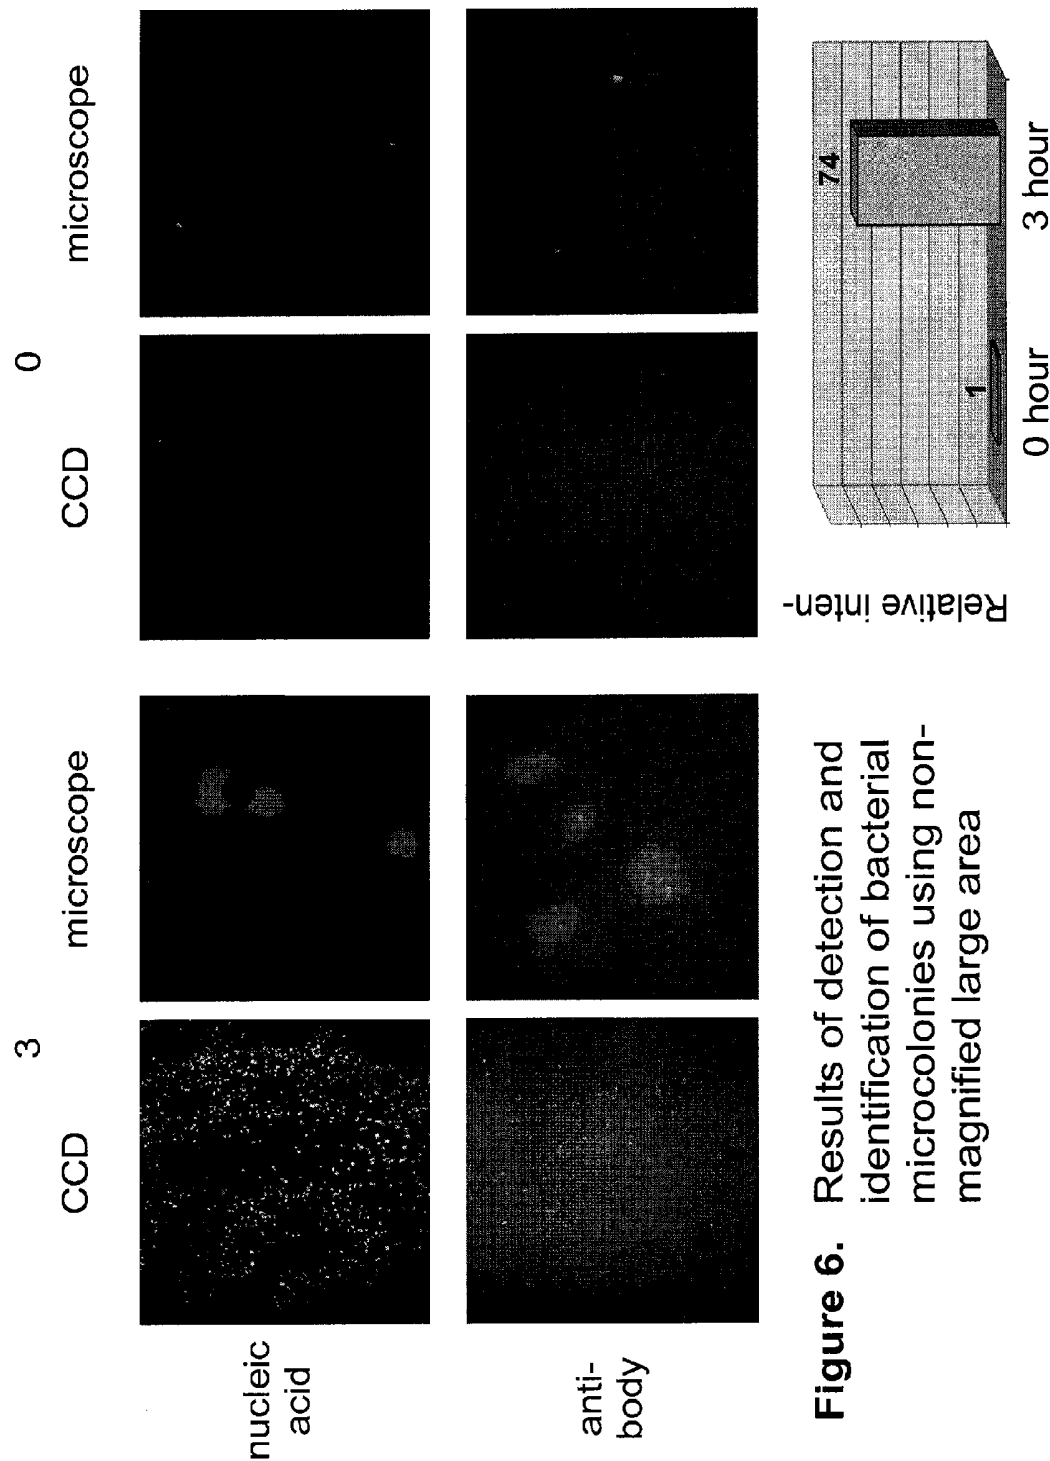 3
0
CCD
microscope
CCD
microscope
nucleic
acid
anti-
body
Figure 6. Results of detection and
identification of bacterial
microcolonies using non-
magnified large area
Relative inten-
1
74
0 hour
3 hour